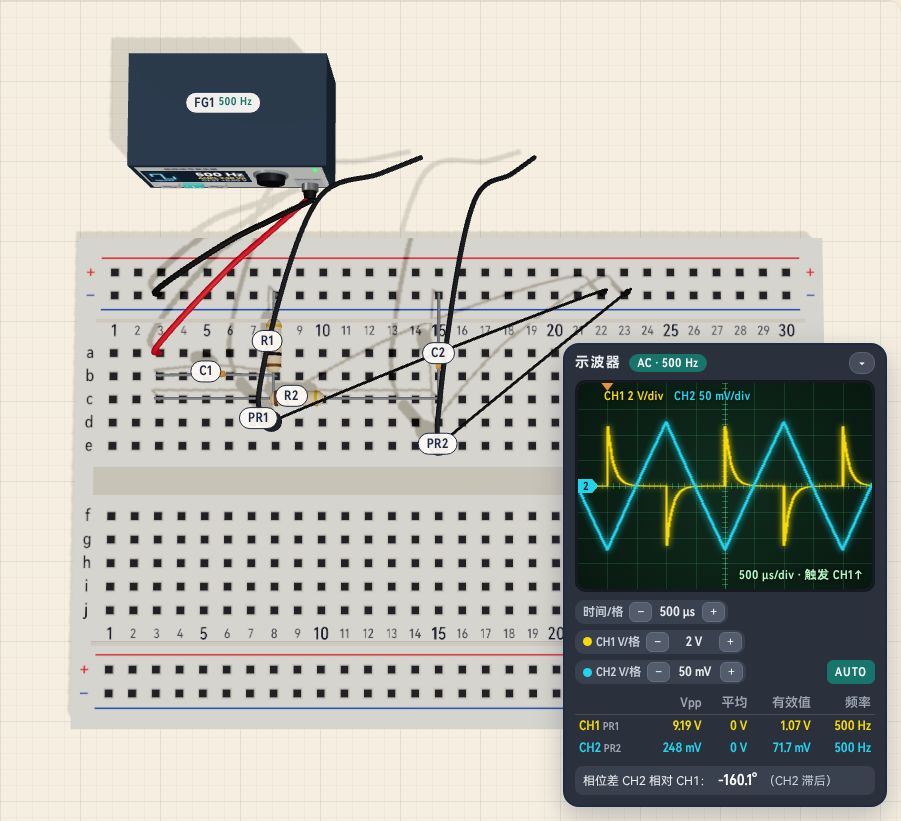 FG1 500 Hz
500 Hz
+ +
− −
1 2 3 5 6 7 10 11 12 13 14 15 16 17 18 19 20 21 22 23 24 25 26 27 28 29 30
a
R1
C2
b
C1
c
R2
d
PR1
e
PR2
f
g
h
i
j
1 2 3 4 5 6 7 8 9 10 11 12 13 14 15 16 17 18 19 20
+
−
示波器 AC · 500 Hz
CH1 2 V/div CH2 50 mV/div
2
500 μs/div · 触发 CH1↑
时间/格 − 500 μs +
CH1 V/格 − 2 V +
CH2 V/格 − 50 mV + AUTO
Vpp 平均 有效值 频率
CH1 PR1 9.19 V 0 V 1.07 V 500 Hz
CH2 PR2 248 mV 0 V 71.7 mV 500 Hz
相位差 CH2 相对 CH1: -160.1° （CH2 滞后）